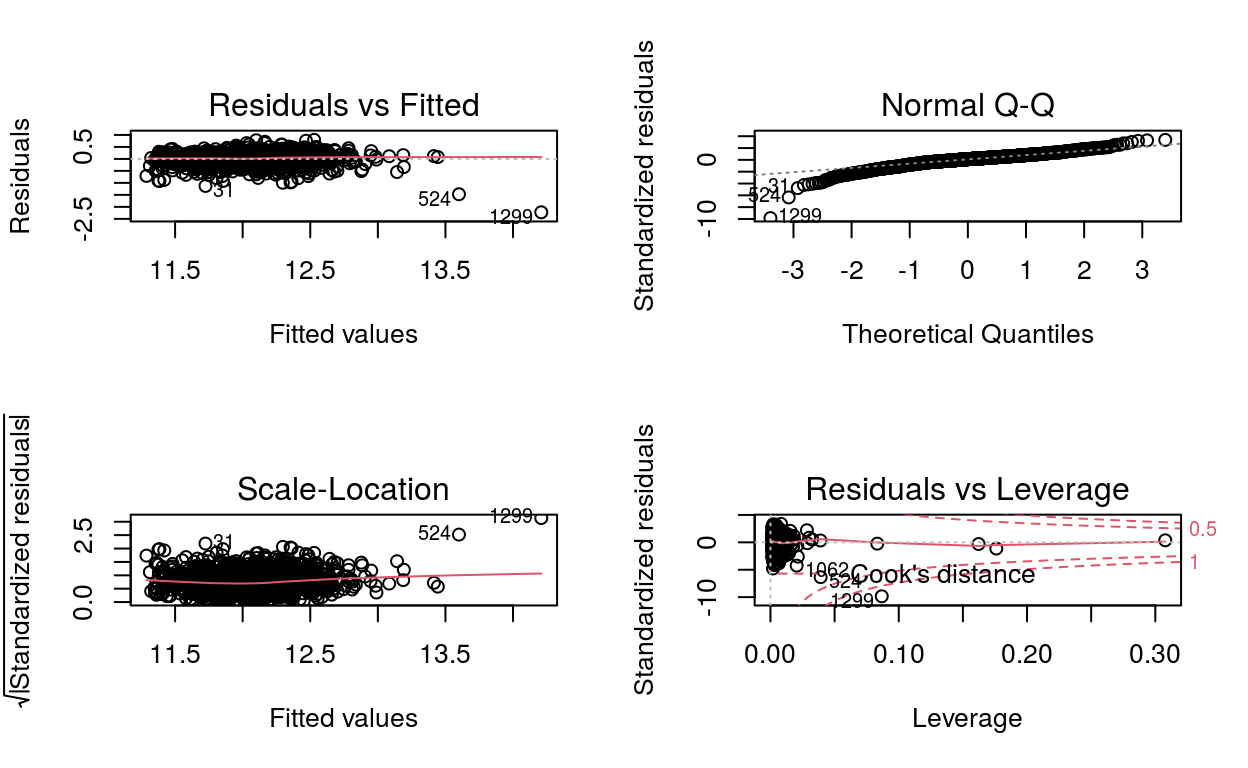 Residuals vs Fitted
Residuals
0.5
-2.5
31
524
1299
11.5 12.5 13.5
Fitted values
Normal Q-Q
Standardized residuals
0
-10
31
524
1299
-3 -2 -1 0 1 2 3
Theoretical Quantiles
Scale-Location
√|Standardized residuals|
2.5
0.0
31
524
1299
11.5 12.5 13.5
Fitted values
Residuals vs Leverage
Standardized residuals
0
-10
0.5
1
1062
Cook's distance
524
1299
0.00 0.10 0.20 0.30
Leverage